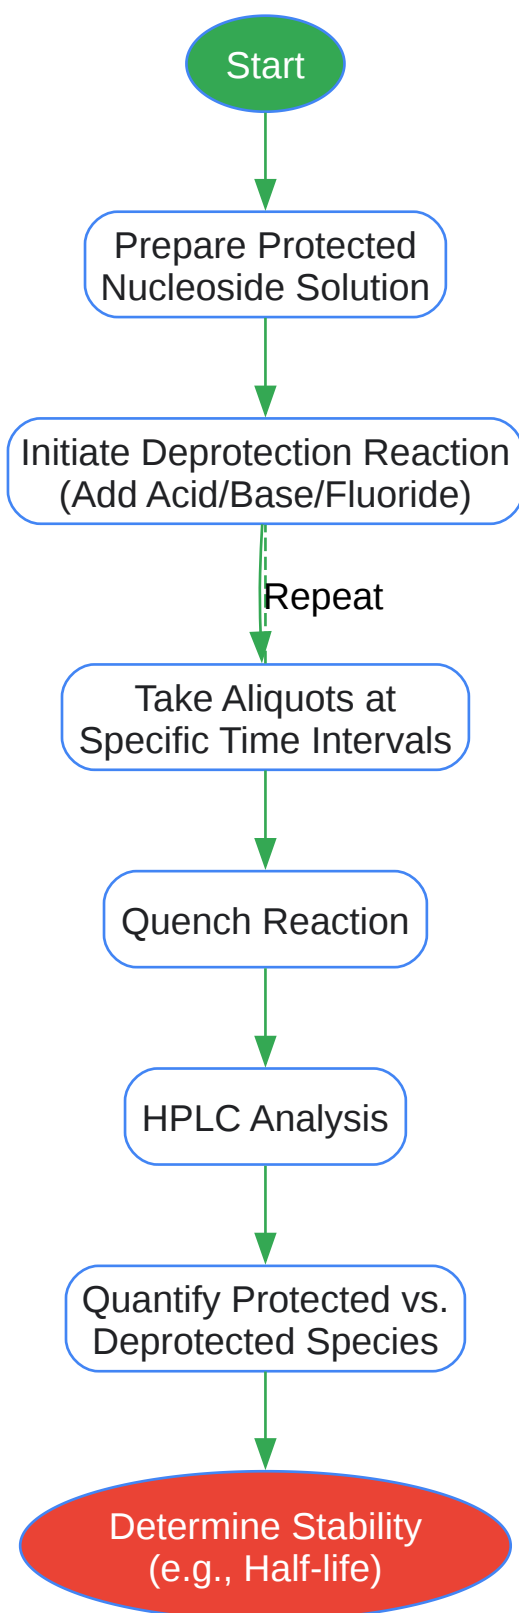 Start
Prepare Protected
Nucleoside Solution
Initiate Deprotection Reaction
(Add Acid/Base/Fluoride)
Repeat
Take Aliquots at
Specific Time Intervals
Quench Reaction
HPLC Analysis
Quantify Protected vs.
Deprotected Species
Determine Stability
(e.g., Half-life)